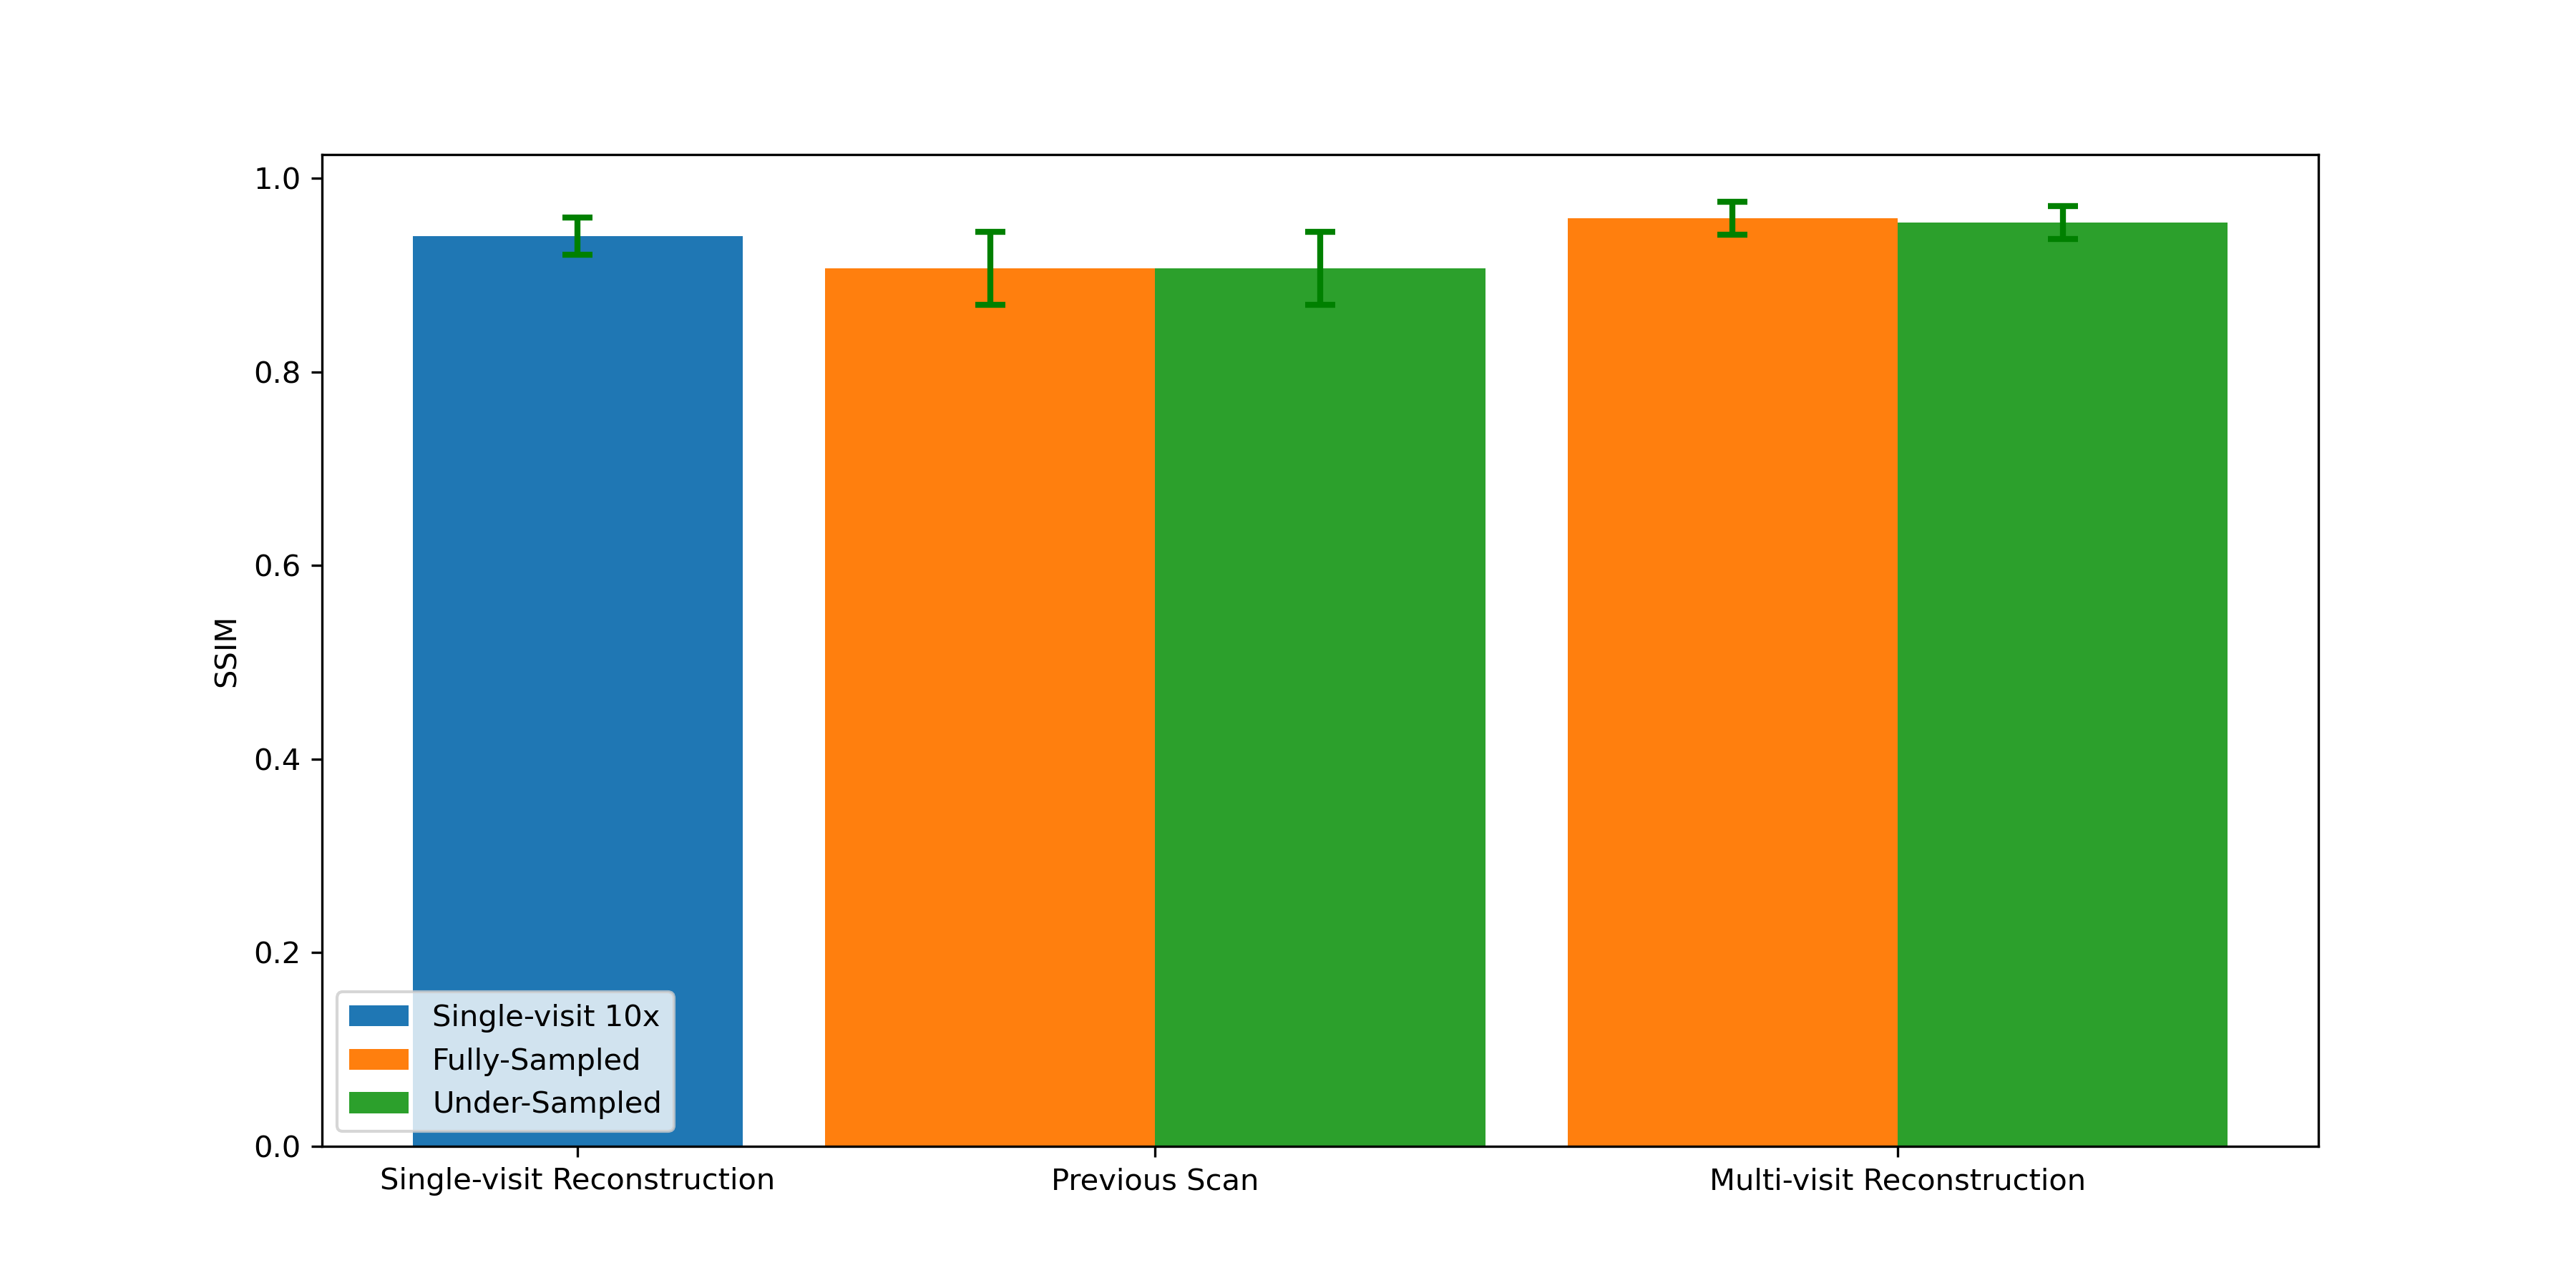 1.0
0.8
0.6
0.4
0.2
0.0
SSIM
Single-visit 10x
Fully-Sampled
Under-Sampled
Single-visit Reconstruction
Previous Scan
Multi-visit Reconstruction